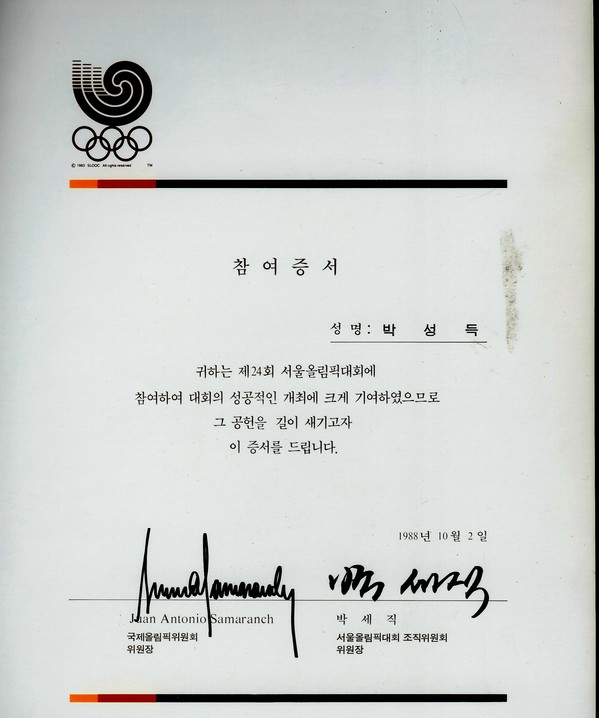 © 1983 SLOOC All rights reserved TM
참 여 증 서
성 명 : 박 성 득
귀하는 제24회 서울올림픽대회에
참여하여 대회의 성공적인 개최에 크게 기여하였으므로
그 공헌을 길이 새기고자
이 증서를 드립니다.
1988년 10월 2일
Juan Antonio Samaranch
국제올림픽위원회
위원장
박 세 직
서울올림픽대회 조직위원회
위원장